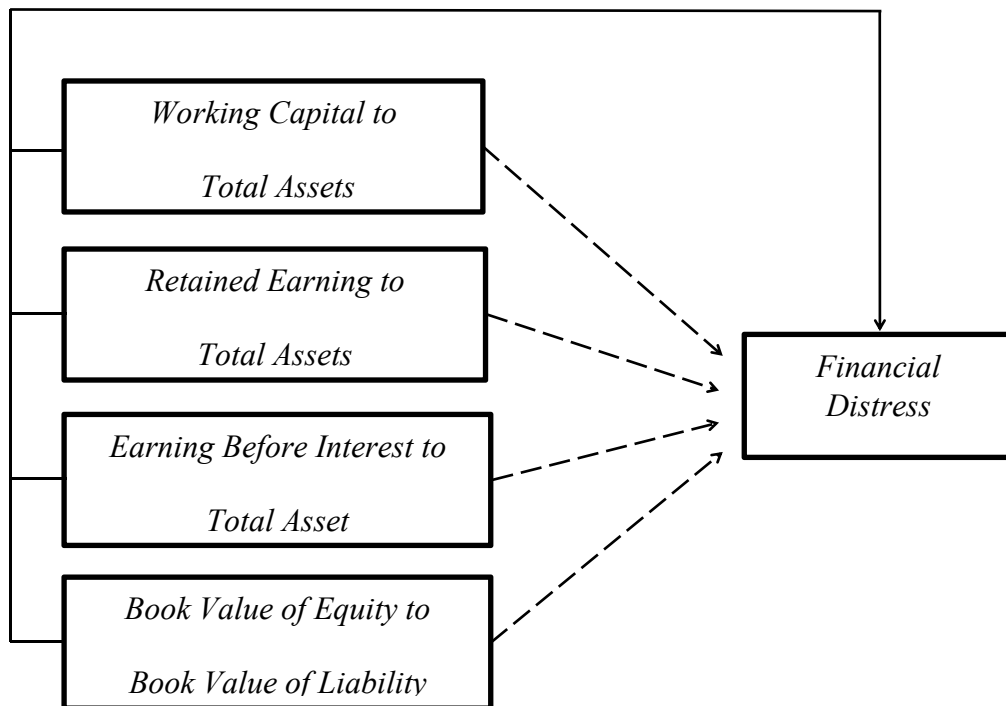 Working Capital to
Total Assets
Retained Earning to
Total Assets
Earning Before Interest to
Total Asset
Book Value of Equity to
Book Value of Liability
Financial
Distress